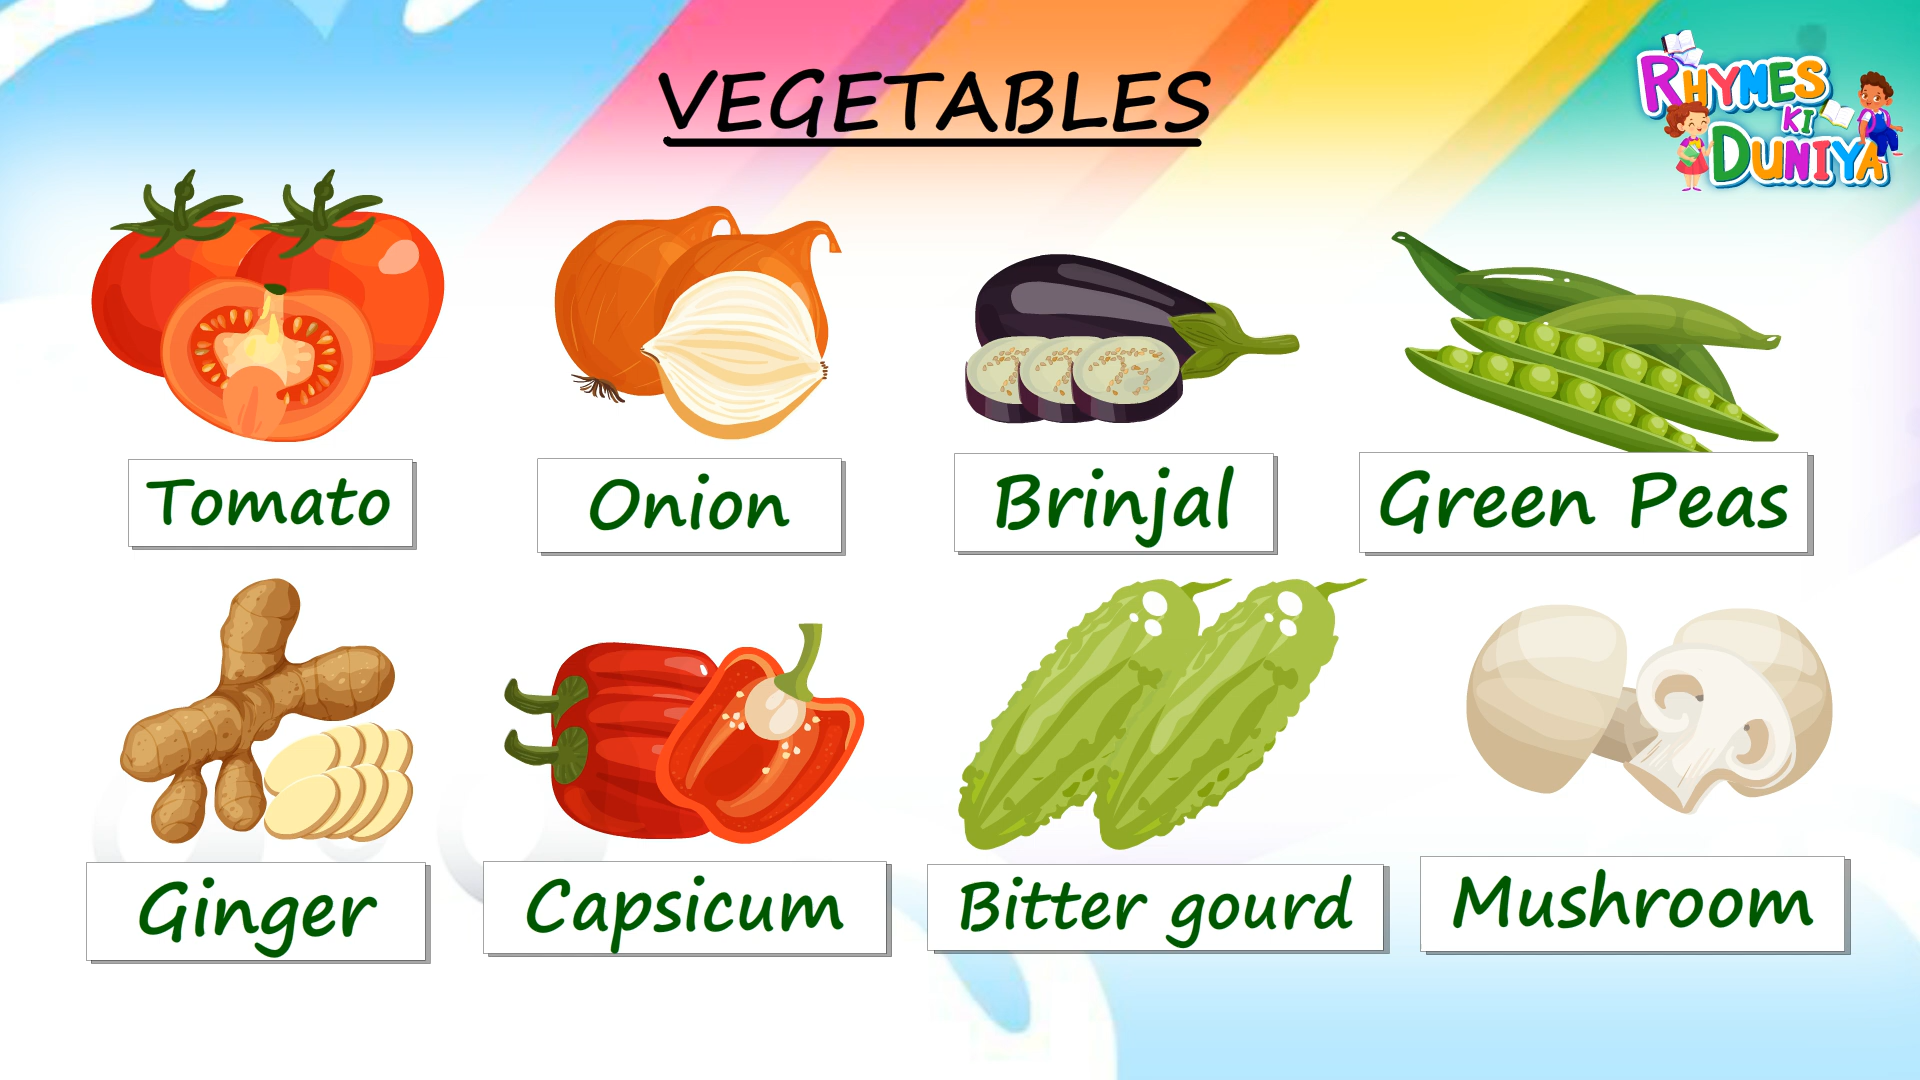 VEGETABLES
RHYMES
KI
DUNIYA
Tomato
Onion
Brinjal
Green Peas
Ginger
Capsicum
Bitter gourd
Mushroom